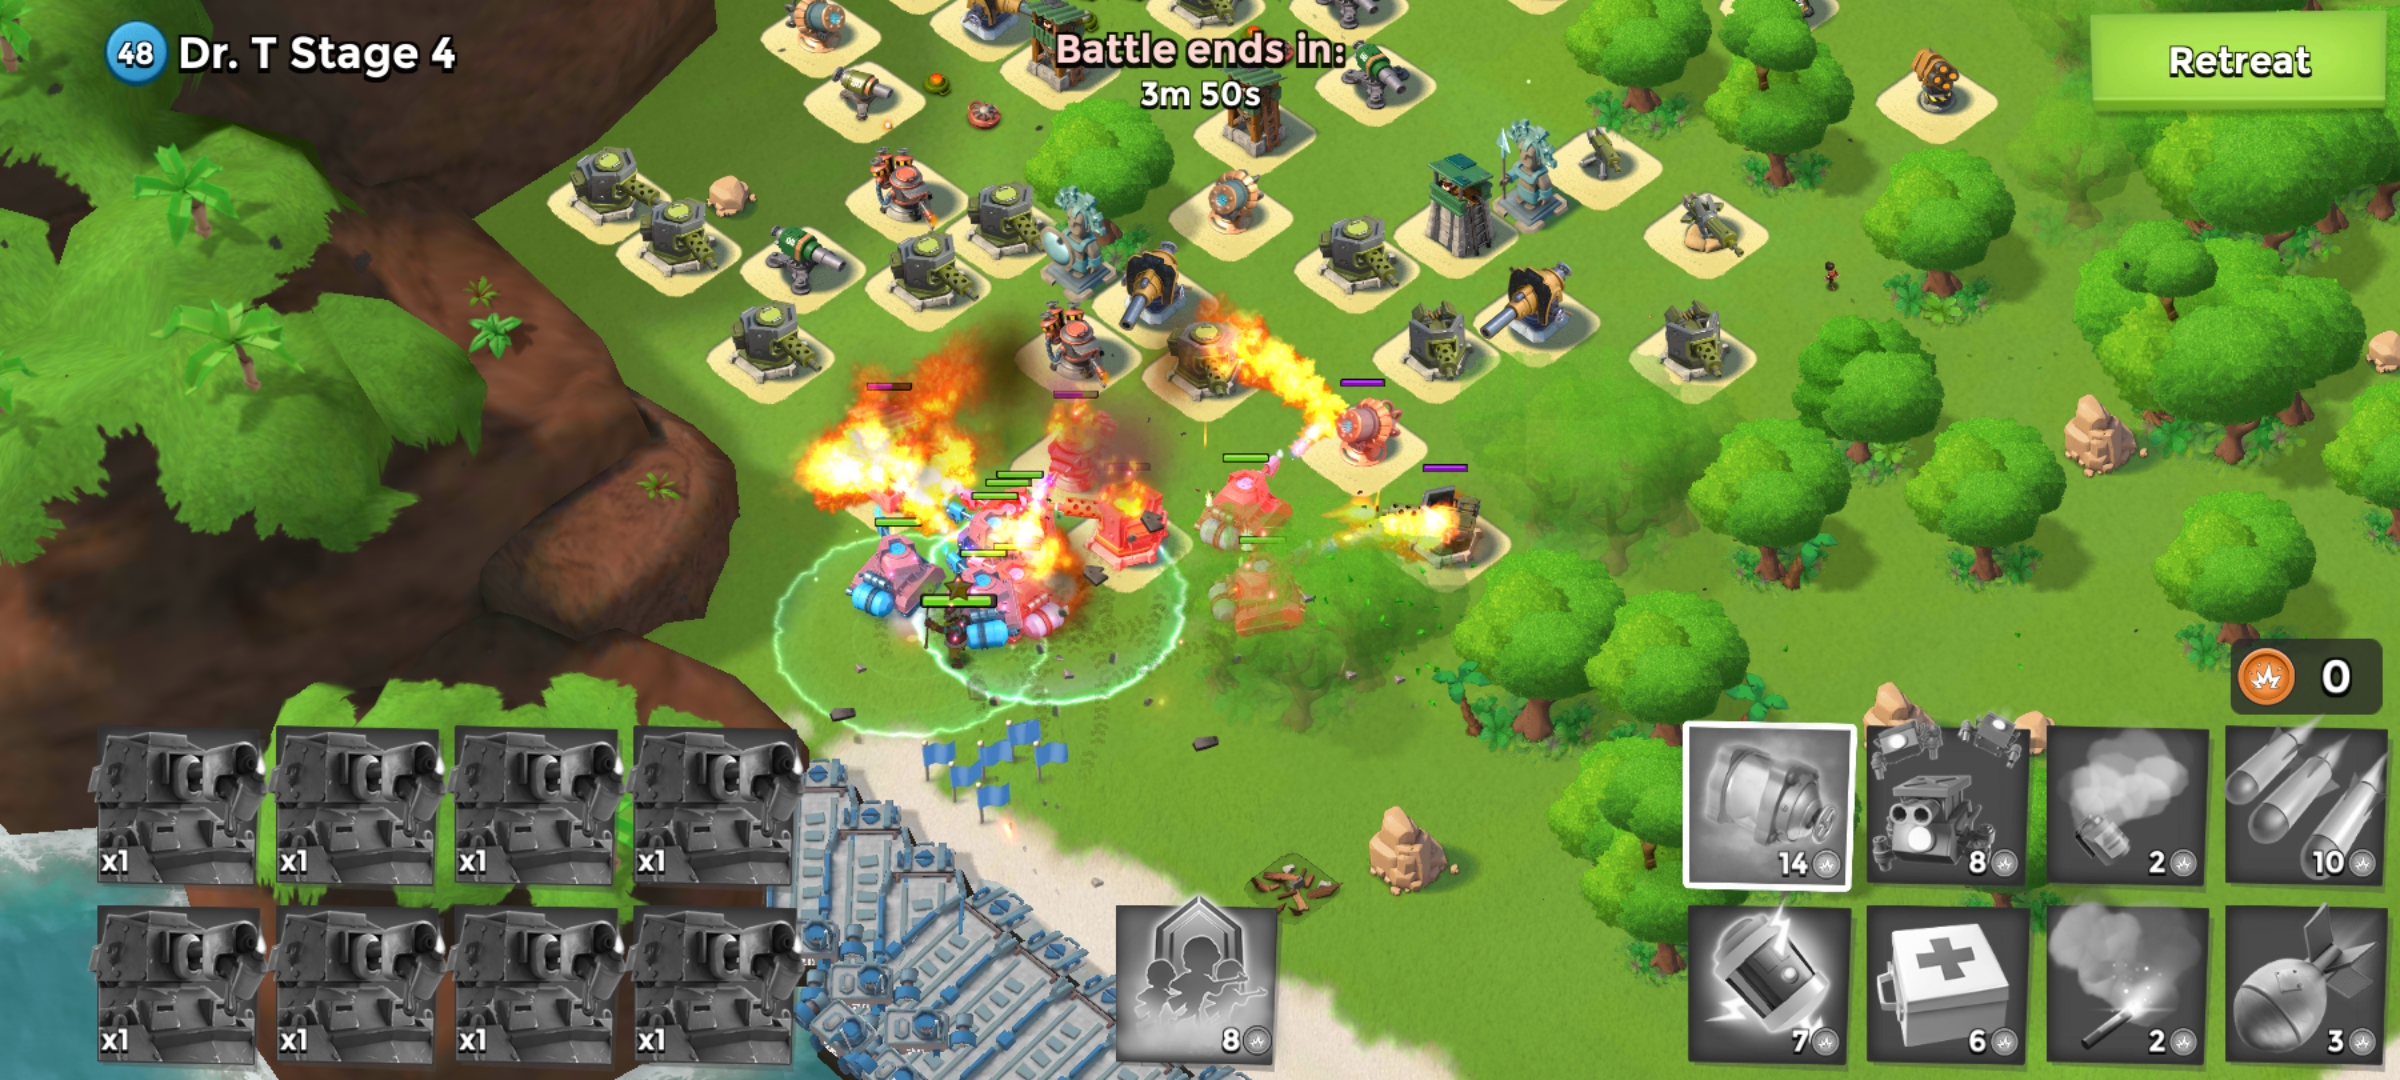 48 Dr. T Stage 4
Battle ends in:
3m 50s
Retreat
0
x1 x1 x1 x1
14 8 2 10
x1 x1 x1 x1
8
7 6 2 3